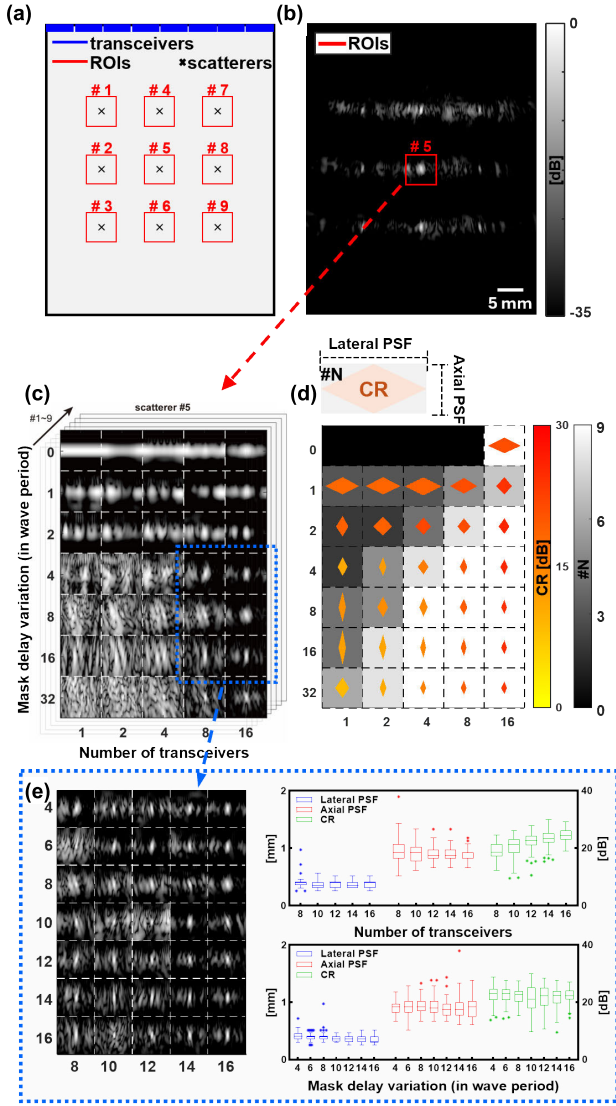 (a)
transceivers
ROIs
scatterers
# 1
# 4
# 7
# 2
# 5
# 8
# 3
# 6
# 9
(b)
ROIs
# 5
5 mm
0
[dB]
-35
(c)
#1~9
scatterer #5
Mask delay variation (in wave period)
0
1
2
4
8
16
32
1 2 4 8 16
Number of transceivers
Lateral PSF
#N
CR
Axial PSF
(d)
0
1
2
4
8
16
32
1 2 4 8 16
30
15
0
CR [dB]
9
6
3
0
#N
(e)
4
6
8
10
12
14
16
8 10 12 14 16
Lateral PSF
Axial PSF
CR
2
1
0
[mm]
40
20
0
[dB]
8 10 12 14 16 8 10 12 14 16 8 10 12 14 16
Number of transceivers
Lateral PSF
Axial PSF
CR
2
1
0
[mm]
40
20
0
[dB]
4 6 8 10 12 14 16 4 6 8 10 12 14 16 4 6 8 10 12 14 16
Mask delay variation (in wave period)